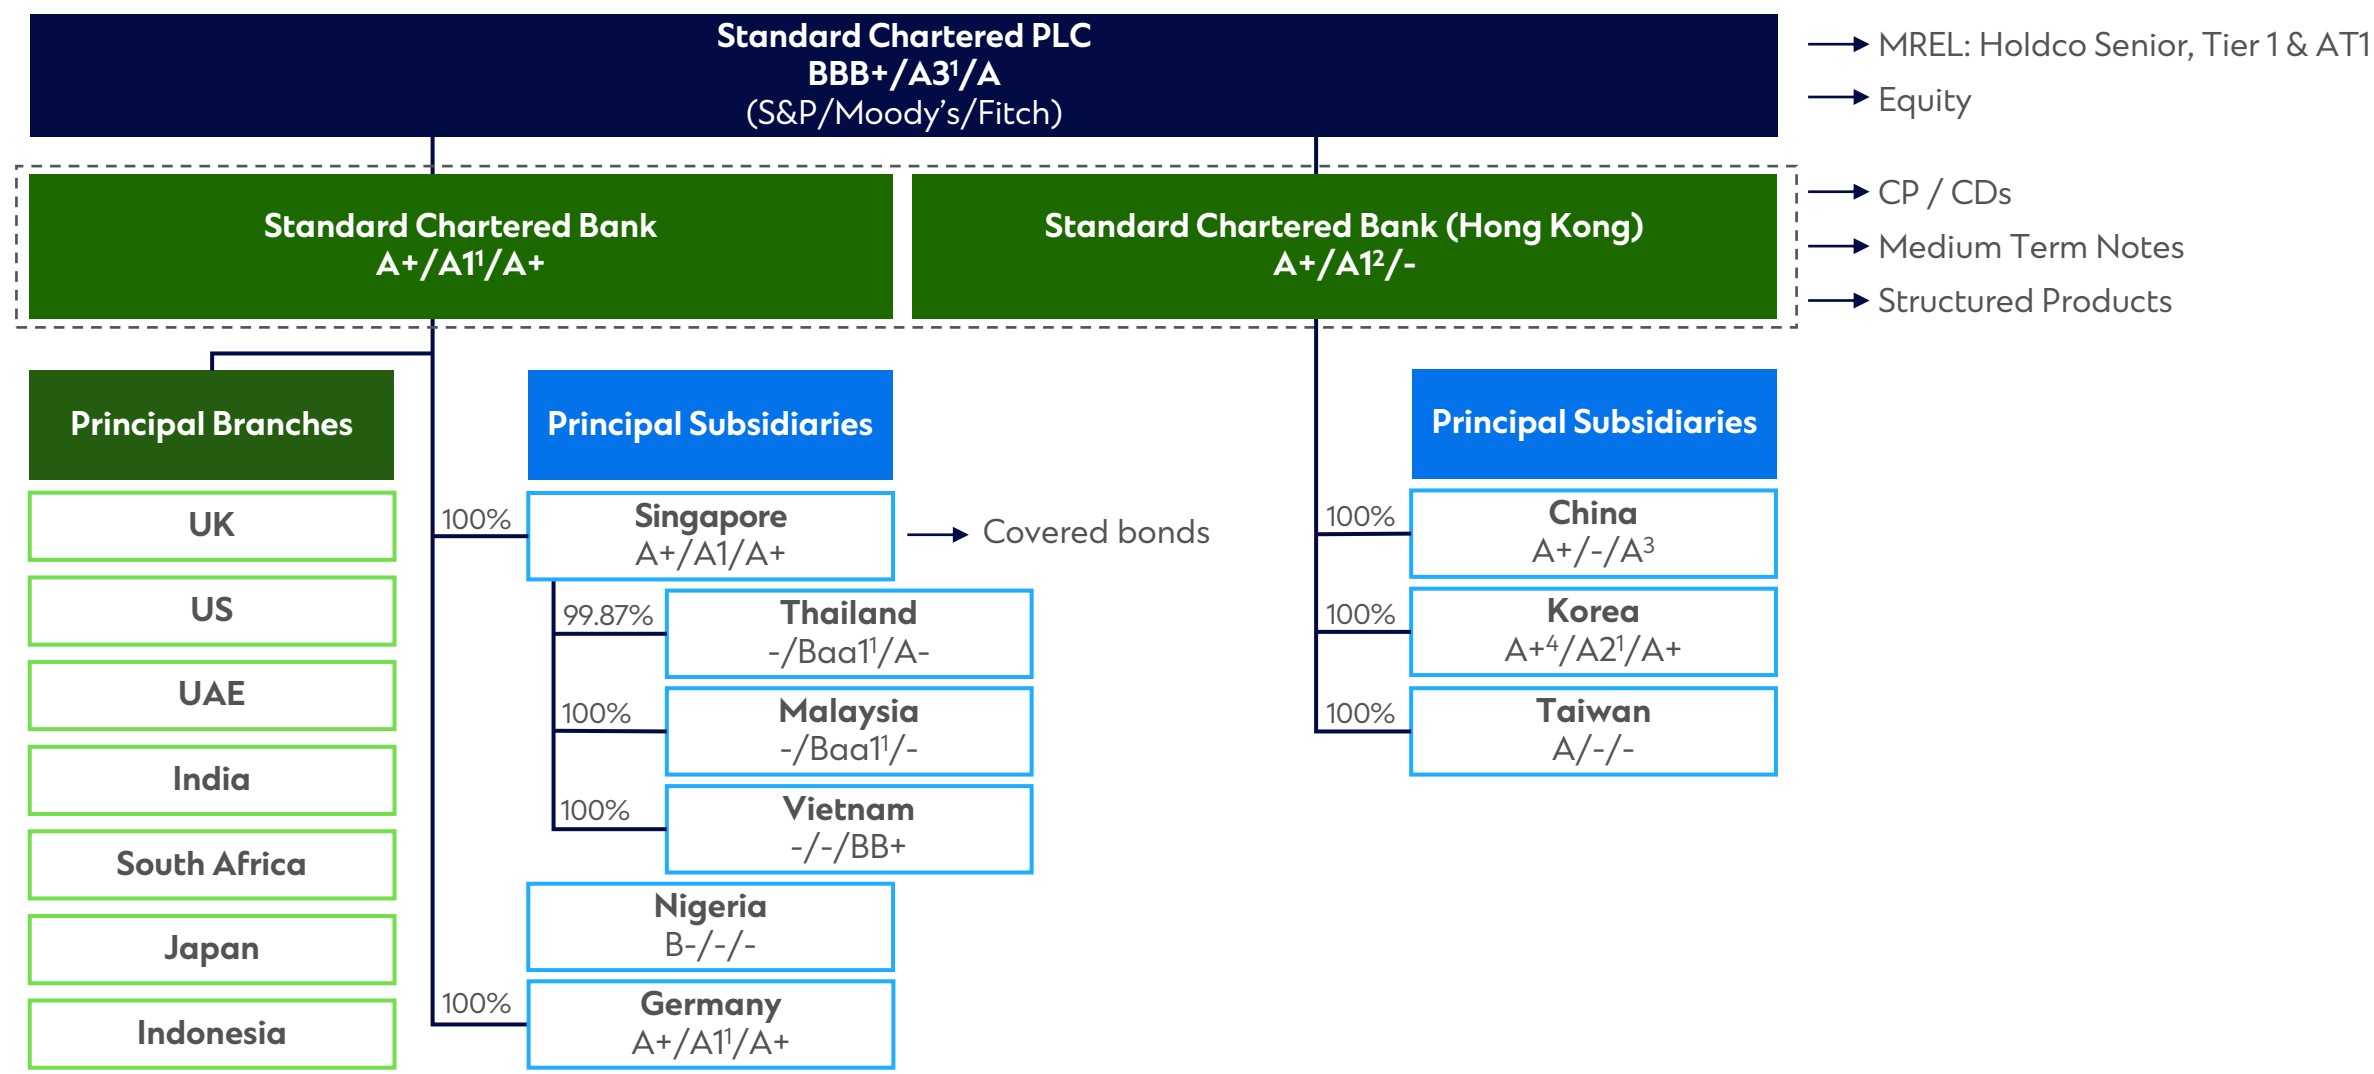 Standard Chartered PLC
BBB+/A3¹/A
(S&P/Moody's/Fitch)
MREL: Holdco Senior, Tier 1 & AT1
Equity
Standard Chartered Bank
A+/A1¹/A+
Standard Chartered Bank (Hong Kong)
A+/A1²/-
CP / CDs
Medium Term Notes
Structured Products
Principal Branches
UK
US
UAE
India
South Africa
Japan
Indonesia
Principal Subsidiaries
100%
Singapore
A+/A1/A+
Covered bonds
99.87%
Thailand
-/Baa1¹/A-
100%
Malaysia
-/Baa1¹/-
100%
Vietnam
-/-/BB+
Nigeria
B-/-/-
100%
Germany
A+/A1¹/A+
Principal Subsidiaries
100%
China
A+/-/A³
100%
Korea
A+⁴/A2¹/A+
100%
Taiwan
A/-/-